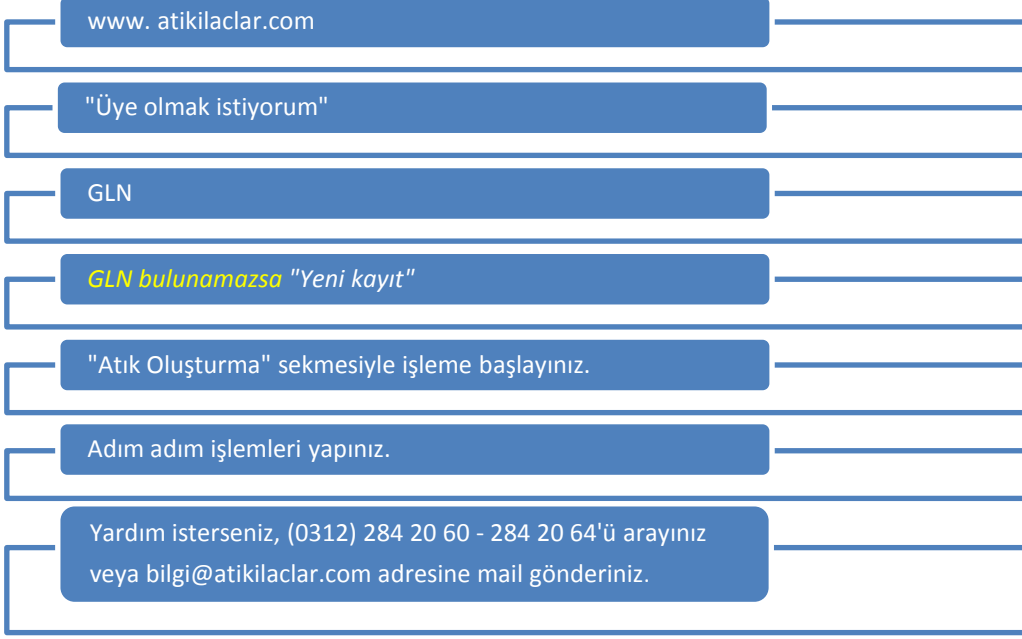 www. atikilaclar.com
"Üye olmak istiyorum"
GLN
GLN bulunamazsa "Yeni kayıt"
"Atık Oluşturma" sekmesiyle işleme başlayınız.
Adım adım işlemleri yapınız.
Yardım isterseniz, (0312) 284 20 60 - 284 20 64'ü arayınız
veya bilgi@atikilaclar.com adresine mail gönderiniz.